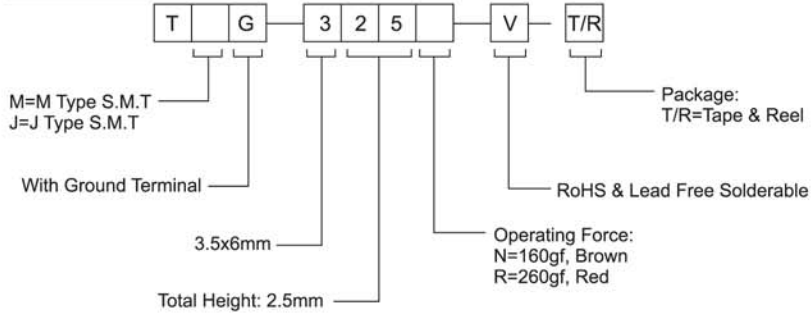 T G 3 2 5 V T/R
M=M Type S.M.T
J=J Type S.M.T
Package:
T/R=Tape & Reel
With Ground Terminal
RoHS & Lead Free Solderable
3.5x6mm
Operating Force:
N=160gf, Brown
R=260gf, Red
Total Height: 2.5mm